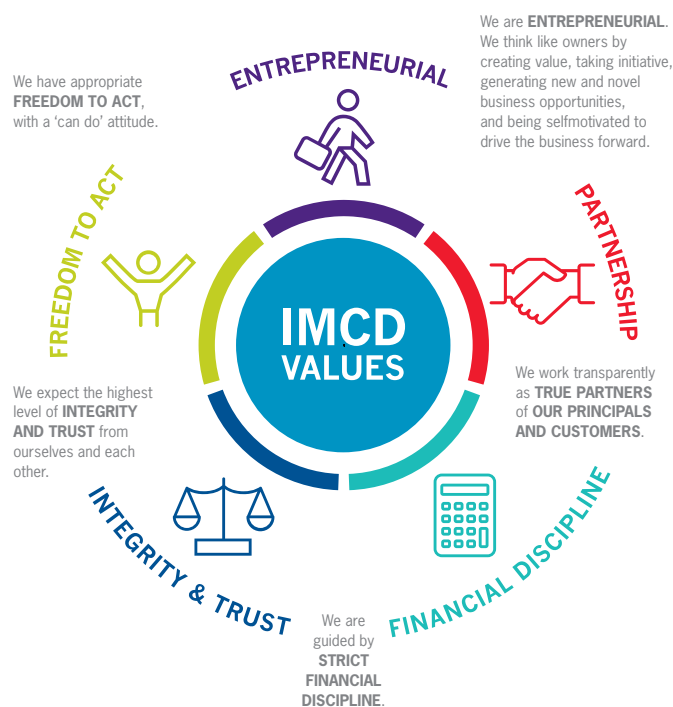 We are ENTREPRENEURIAL.
We think like owners by
creating value, taking initiative,
generating new and novel
business opportunities,
and being selfmotivated to
drive the business forward.
ENTREPRENEURIAL
We have appropriate
FREEDOM TO ACT,
with a ‘can do’ attitude.
FREEDOM TO ACT
PARTNERSHIP
IMCD
VALUES
We work transparently
as TRUE PARTNERS
of OUR PRINCIPALS
AND CUSTOMERS.
We expect the highest
level of INTEGRITY
AND TRUST from
ourselves and each
other.
INTEGRITY & TRUST
FINANCIAL DISCIPLINE
We are
guided by
STRICT
FINANCIAL
DISCIPLINE.